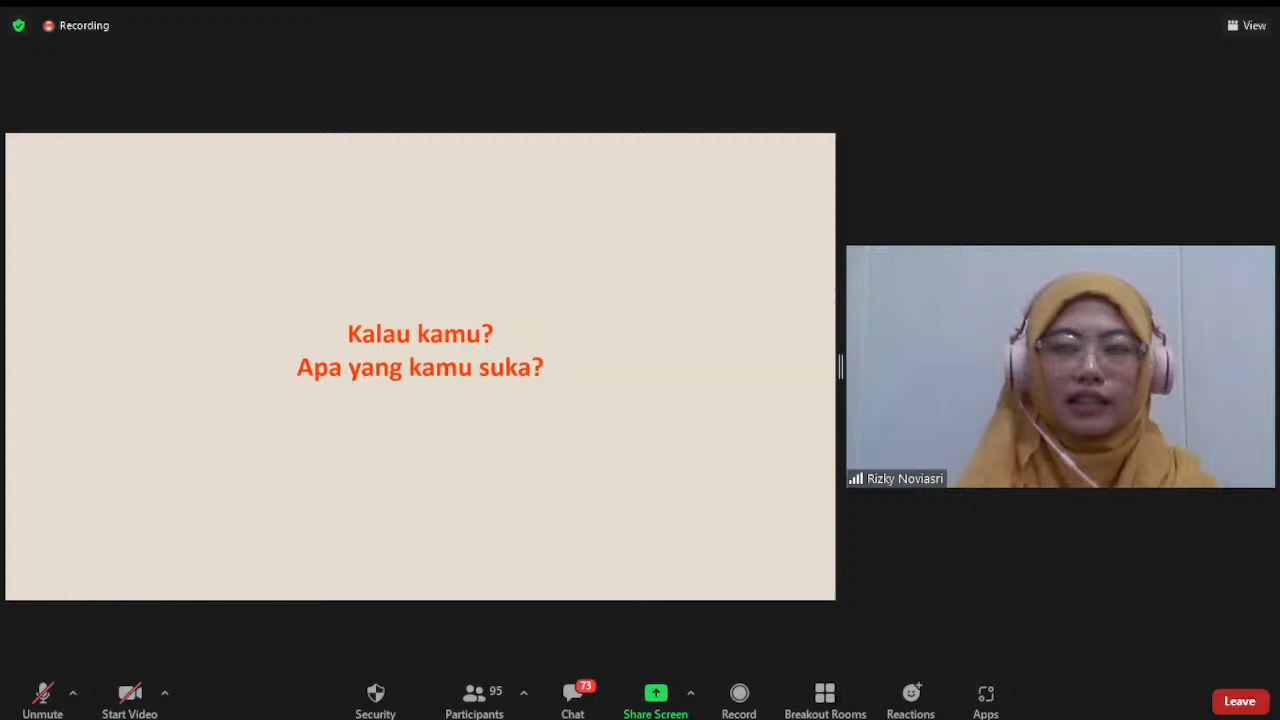 Recording
View
Kalau kamu?
Apa yang kamu suka?
Rizky Noviasri
95
73
Unmute
Start Video
Security
Participants
Chat
Share Screen
Record
Breakout Rooms
Reactions
Apps
Leave